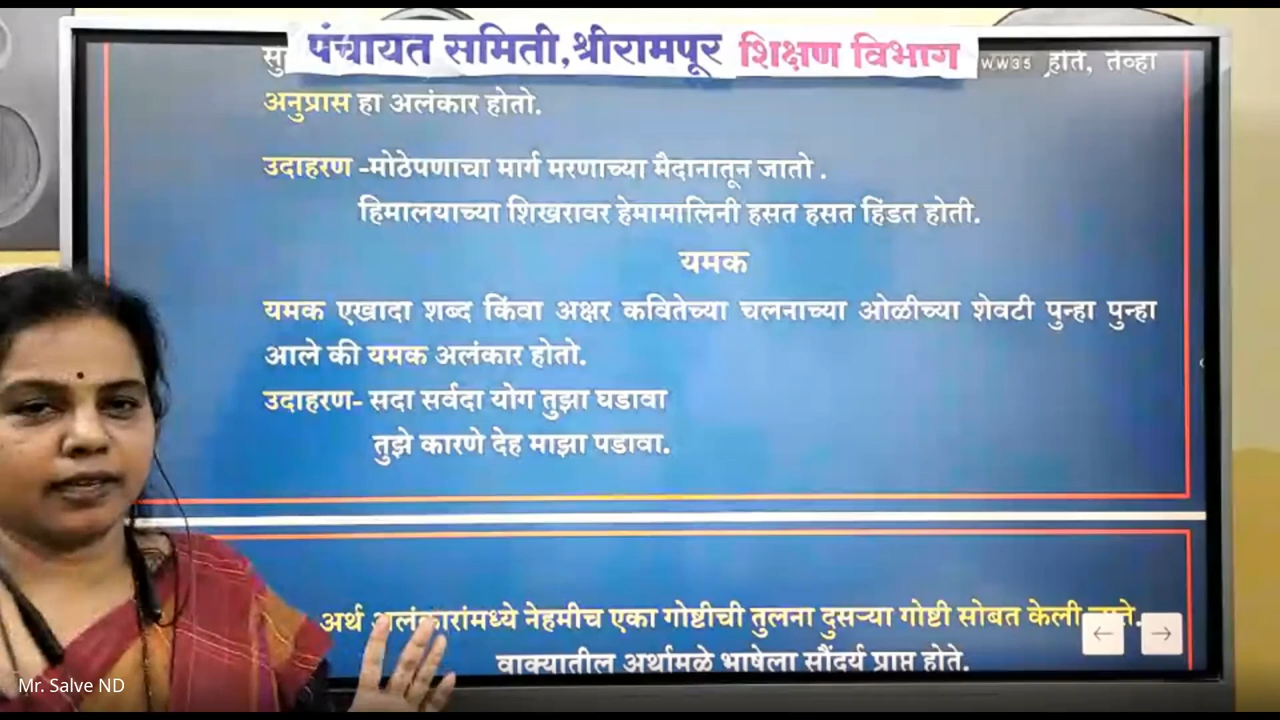 पंचायत समिती,श्रीरामपूर शिक्षण विभाग
होते, तेव्हा
अनुप्रास हा अलंकार होतो.
उदाहरण -मोठेपणाचा मार्ग मरणाच्या मैदानातून जातो .
हिमालयाच्या शिखरावर हेमामालिनी हसत हसत हिंडत होती.
यमक
यमक एखादा शब्द किंवा अक्षर कवितेच्या चलनाच्या ओळीच्या शेवटी पुन्हा पुन्हा
आले की यमक अलंकार होतो.
उदाहरण- सदा सर्वदा योग तुझा घडावा
तुझे कारणे देह माझा पडावा.
अर्थ अलंकारांमध्ये नेहमीच एका गोष्टीची तुलना दुसऱ्या गोष्टी सोबत केली
वाक्यातील अर्थामळे भाषेला सौंदर्य प्राप्त होते.
Mr. Salve ND